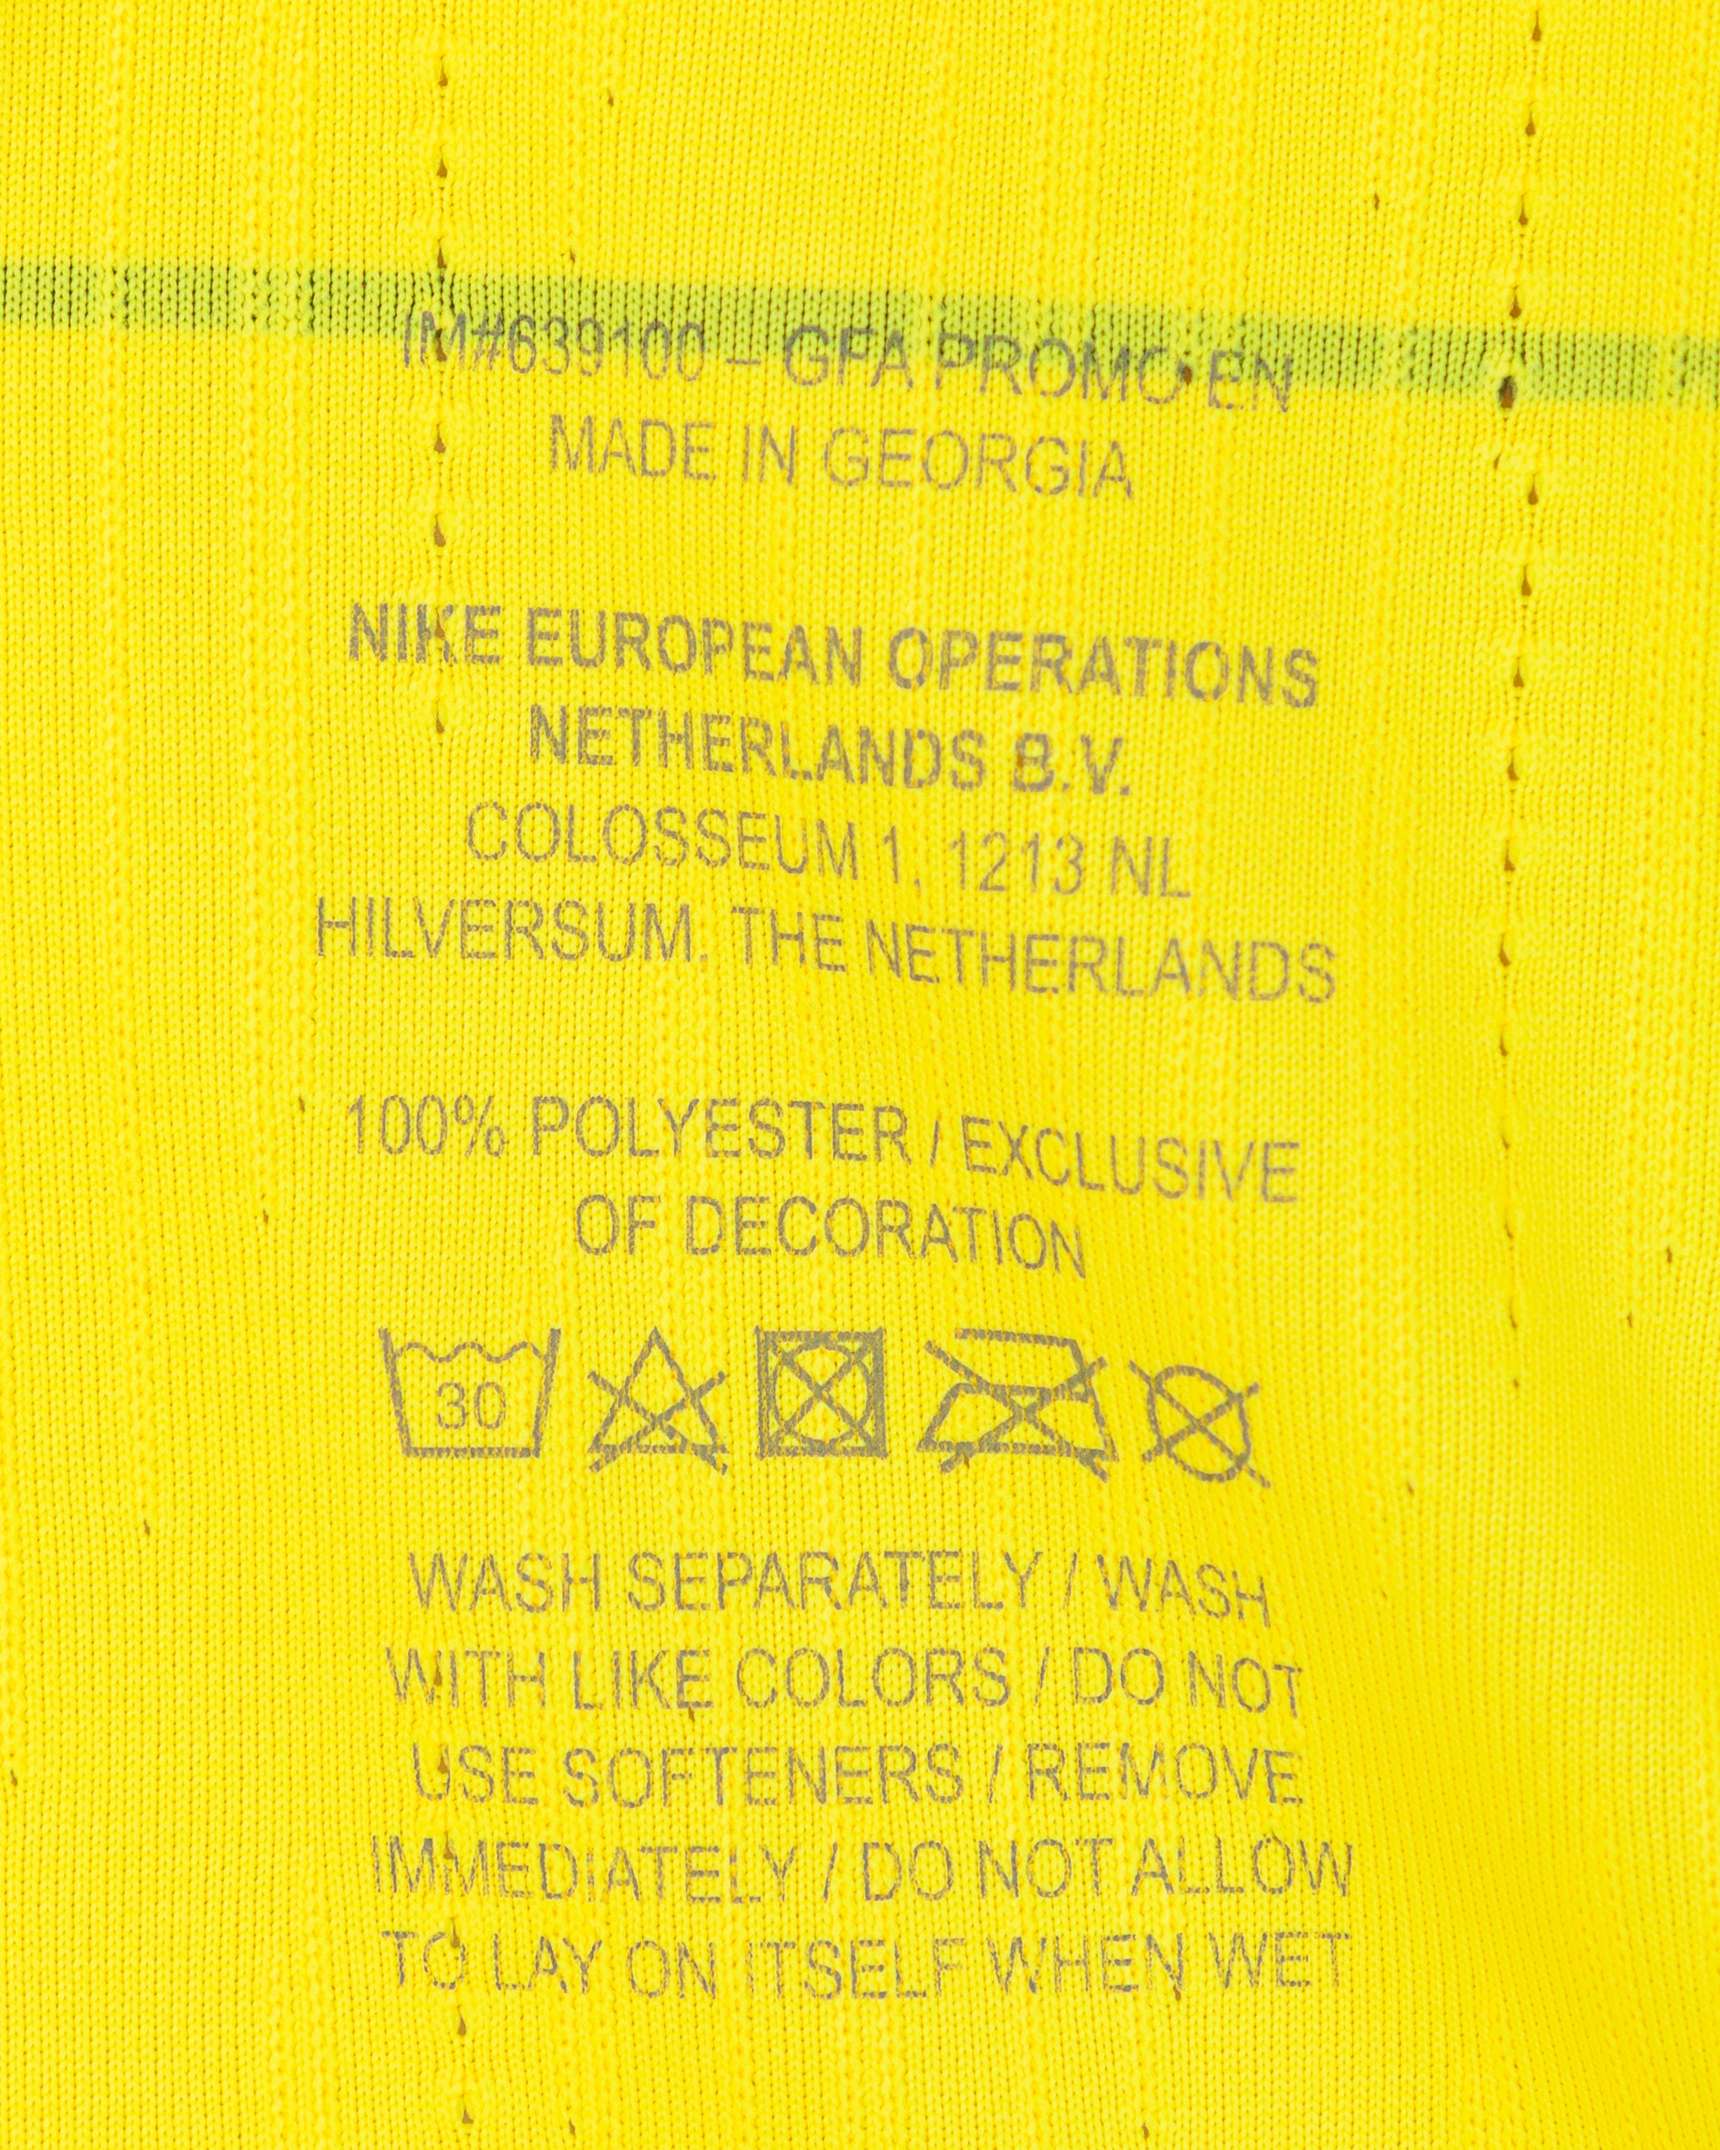 IM#639100 – GFA PROMO EN
MADE IN GEORGIA
NIKE EUROPEAN OPERATIONS
NETHERLANDS B.V.
COLOSSEUM 1, 1213 NL
HILVERSUM. THE NETHERLANDS
100% POLYESTER / EXCLUSIVE
OF DECORATION
30
WASH SEPARATELY / WASH
WITH LIKE COLORS / DO NOT
USE SOFTENERS / REMOVE
IMMEDIATELY / DO NOT ALLOW
TO LAY ON ITSELF WHEN WET